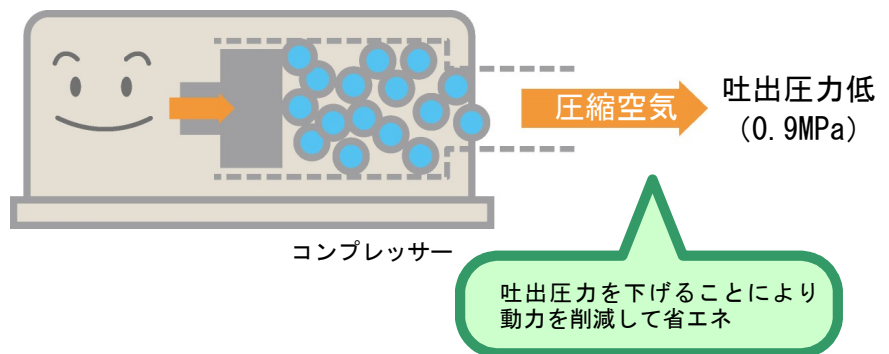 圧縮空気
吐出圧力低
（0.9MPa）
コンプレッサー
吐出圧力を下げることにより
動力を削減して省エネ